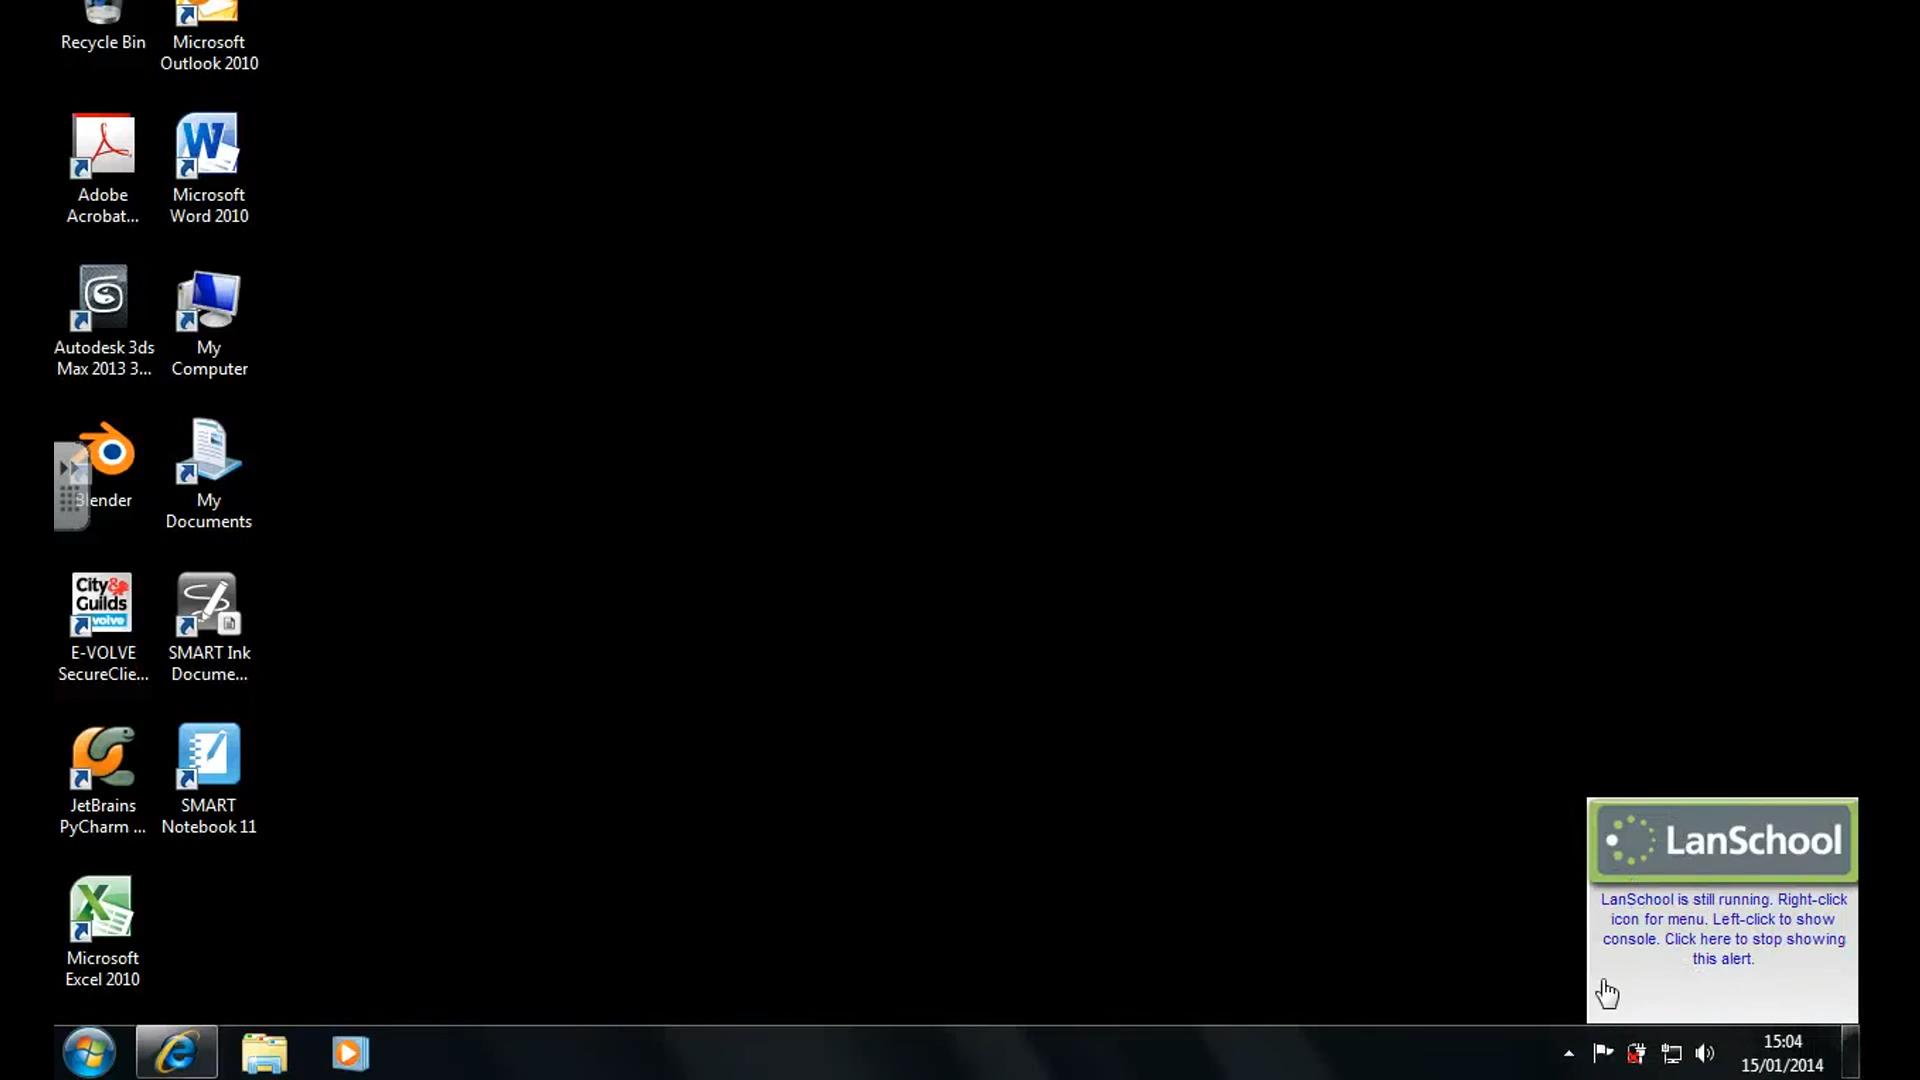 Recycle Bin
Microsoft
Outlook 2010
Adobe
Acrobat...
W
Microsoft
Word 2010
Autodesk 3ds
Max 2013 3...
My
Computer
Blender
My
Documents
City&
Guilds
volve
E-VOLVE
SecureClie...
SMART Ink
Docume...
JetBrains
PyCharm ...
SMART
Notebook 11
X
Microsoft
Excel 2010
LanSchool
LanSchool is still running. Right-click
icon for menu. Left-click to show
console. Click here to stop showing
this alert.
15:04
15/01/2014